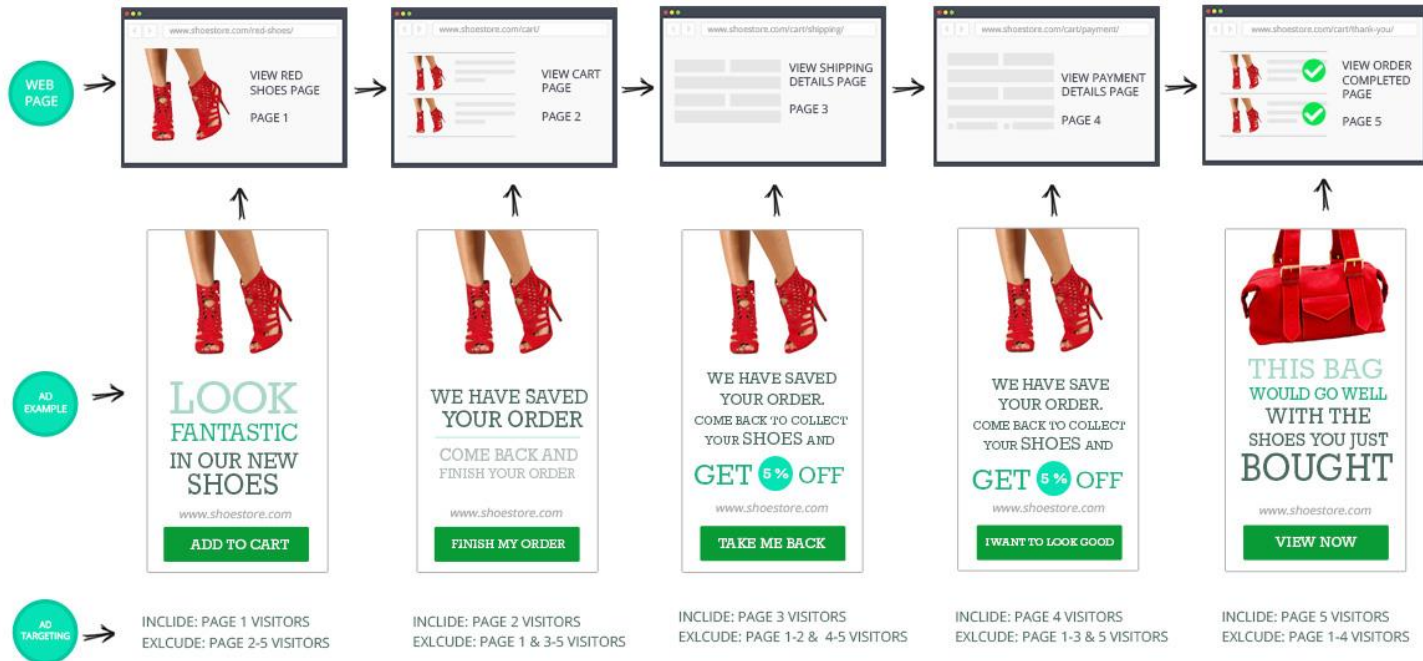 WEB
PAGE
www.shoestore.com/red-shoes/
VIEW RED
SHOES PAGE
PAGE 1
www.shoestore.com/cart/
VIEW CART
PAGE
PAGE 2
www.shoestore.com/cart/shipping/
VIEW SHIPPING
DETAILS PAGE
PAGE 3
www.shoestore.com/cart/payment/
VIEW PAYMENT
DETAILS PAGE
PAGE 4
www.shoestore.com/cart/thank-you/
VIEW ORDER
COMPLETED
PAGE
PAGE 5
AD
EXAMPLE
LOOK
FANTASTIC
IN OUR NEW
SHOES
www.shoestore.com
ADD TO CART
WE HAVE SAVED
YOUR ORDER
COME BACK AND
FINISH YOUR ORDER
www.shoestore.com
FINISH MY ORDER
WE HAVE SAVED
YOUR ORDER.
COME BACK TO COLLECT
YOUR SHOES AND
GET 5% OFF
www.shoestore.com
TAKE ME BACK
WE HAVE SAVE
YOUR ORDER.
COME BACK TO COLLECT
YOUR SHOES AND
GET 5% OFF
www.shoestore.com
I WANT TO LOOK GOOD
THIS BAG
WOULD GO WELL
WITH THE
SHOES YOU JUST
BOUGHT
www.shoestore.com
VIEW NOW
AD
TARGETING
INCLIDE: PAGE 1 VISITORS
EXLCUDE: PAGE 2-5 VISITORS
INCLIDE: PAGE 2 VISITORS
EXLCUDE: PAGE 1 & 3-5 VISITORS
INCLIDE: PAGE 3 VISITORS
EXLCUDE: PAGE 1-2 & 4-5 VISITORS
INCLIDE: PAGE 4 VISITORS
EXLCUDE: PAGE 1-3 & 5 VISITORS
INCLIDE: PAGE 5 VISITORS
EXLCUDE: PAGE 1-4 VISITORS